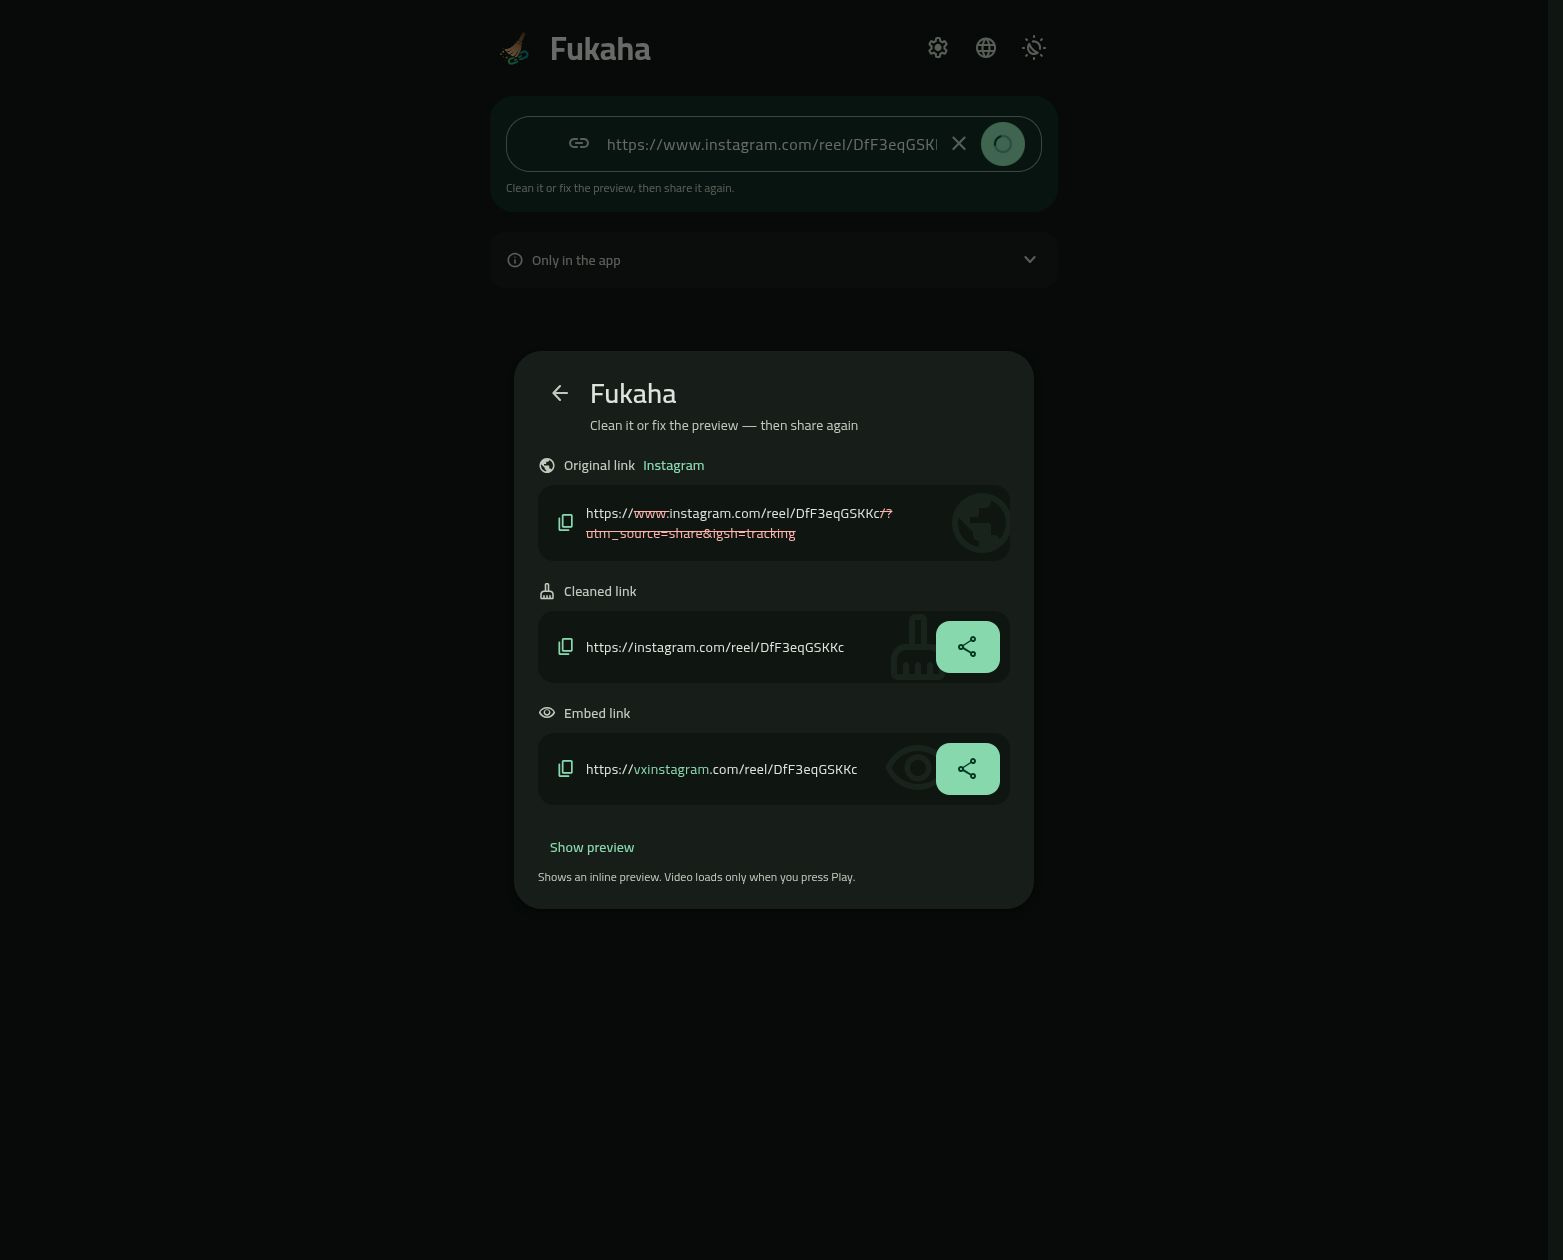 Fukaha
https://www.instagram.com/reel/DfF3eqGSKI
Clean it or fix the preview, then share it again.
Only in the app
Fukaha
Clean it or fix the preview — then share again
Original link Instagram
https://www.instagram.com/reel/DfF3eqGSKKc/?
utm_source=share&igsh=tracking
Cleaned link
https://instagram.com/reel/DfF3eqGSKKc
Embed link
https://vxinstagram.com/reel/DfF3eqGSKKc
Show preview
Shows an inline preview. Video loads only when you press Play.